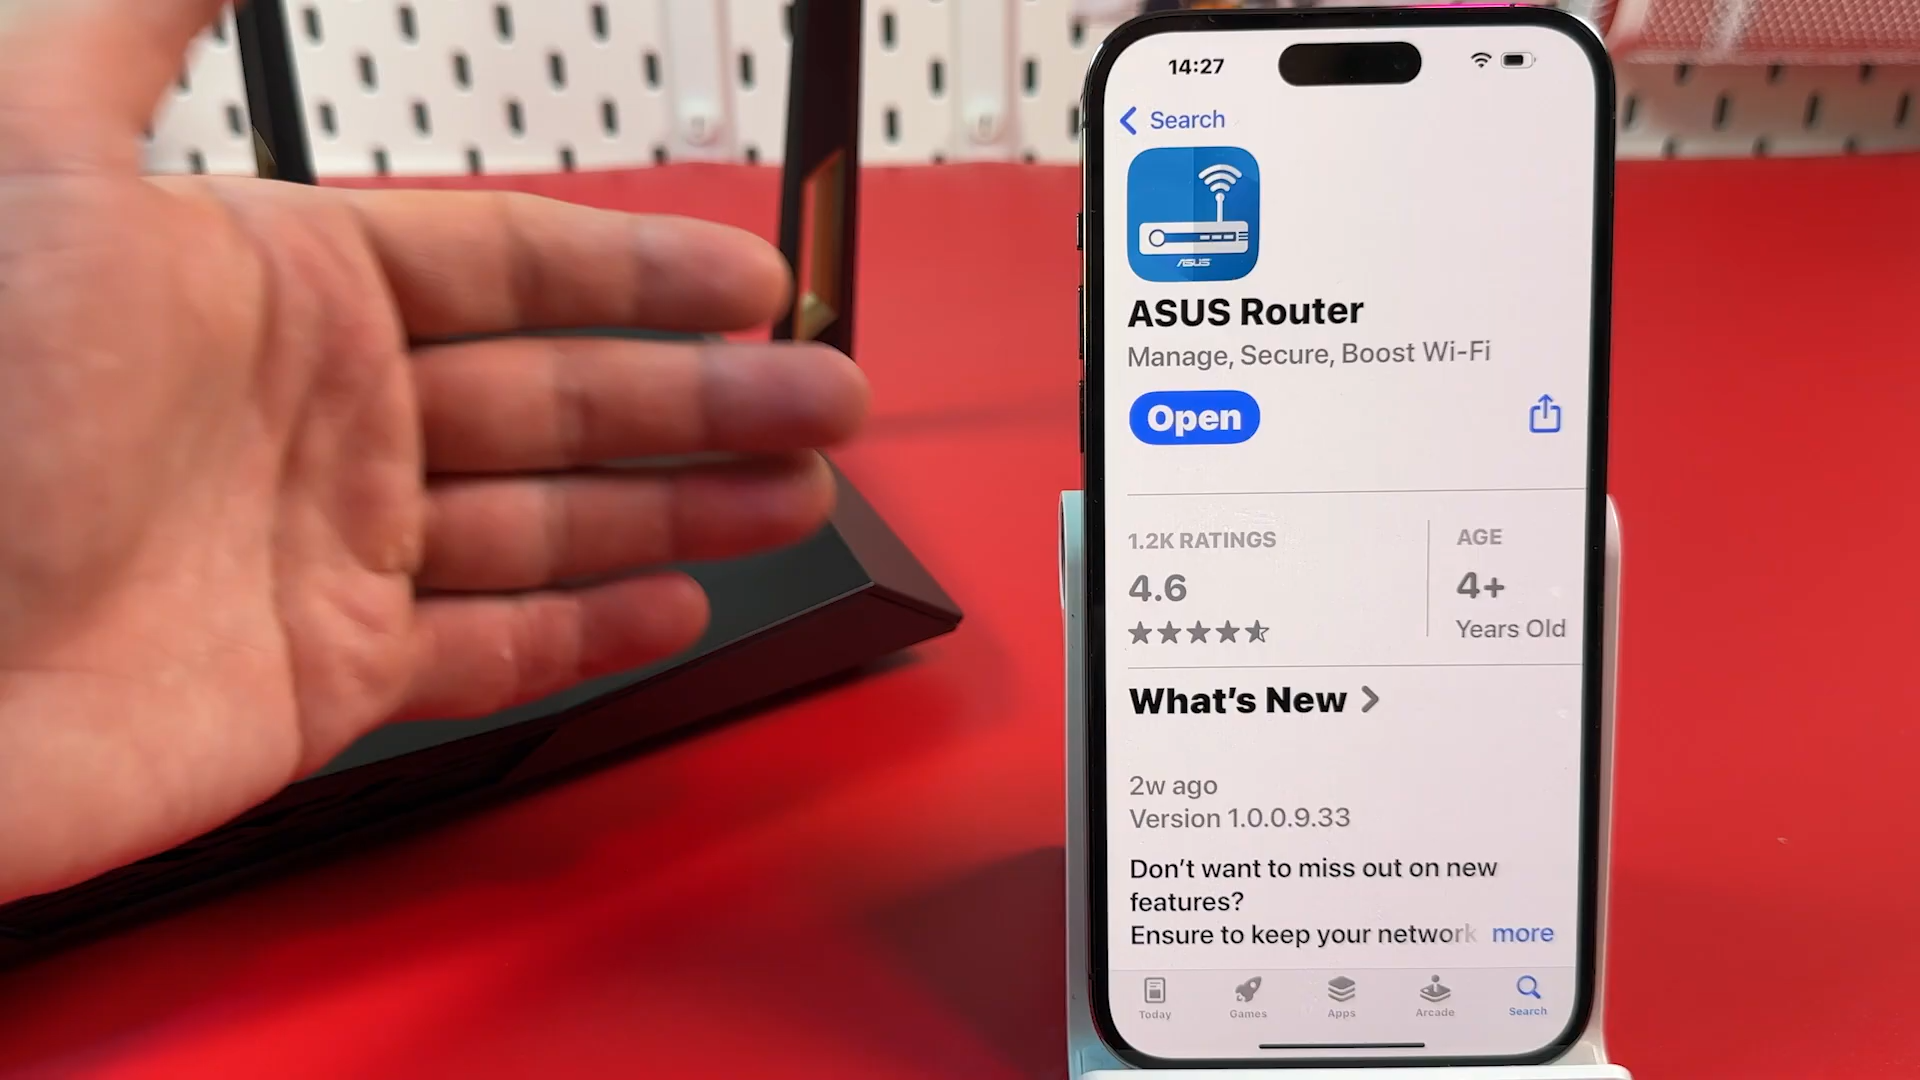 14:27
Search
ASUS
ASUS Router
Manage, Secure, Boost Wi-Fi
Open
1.2K RATINGS
4.6
AGE
4+
Years Old
What's New
2w ago
Version 1.0.0.9.33
Don't want to miss out on new
features?
Ensure to keep your network more
Today
Games
Apps
Arcade
Search